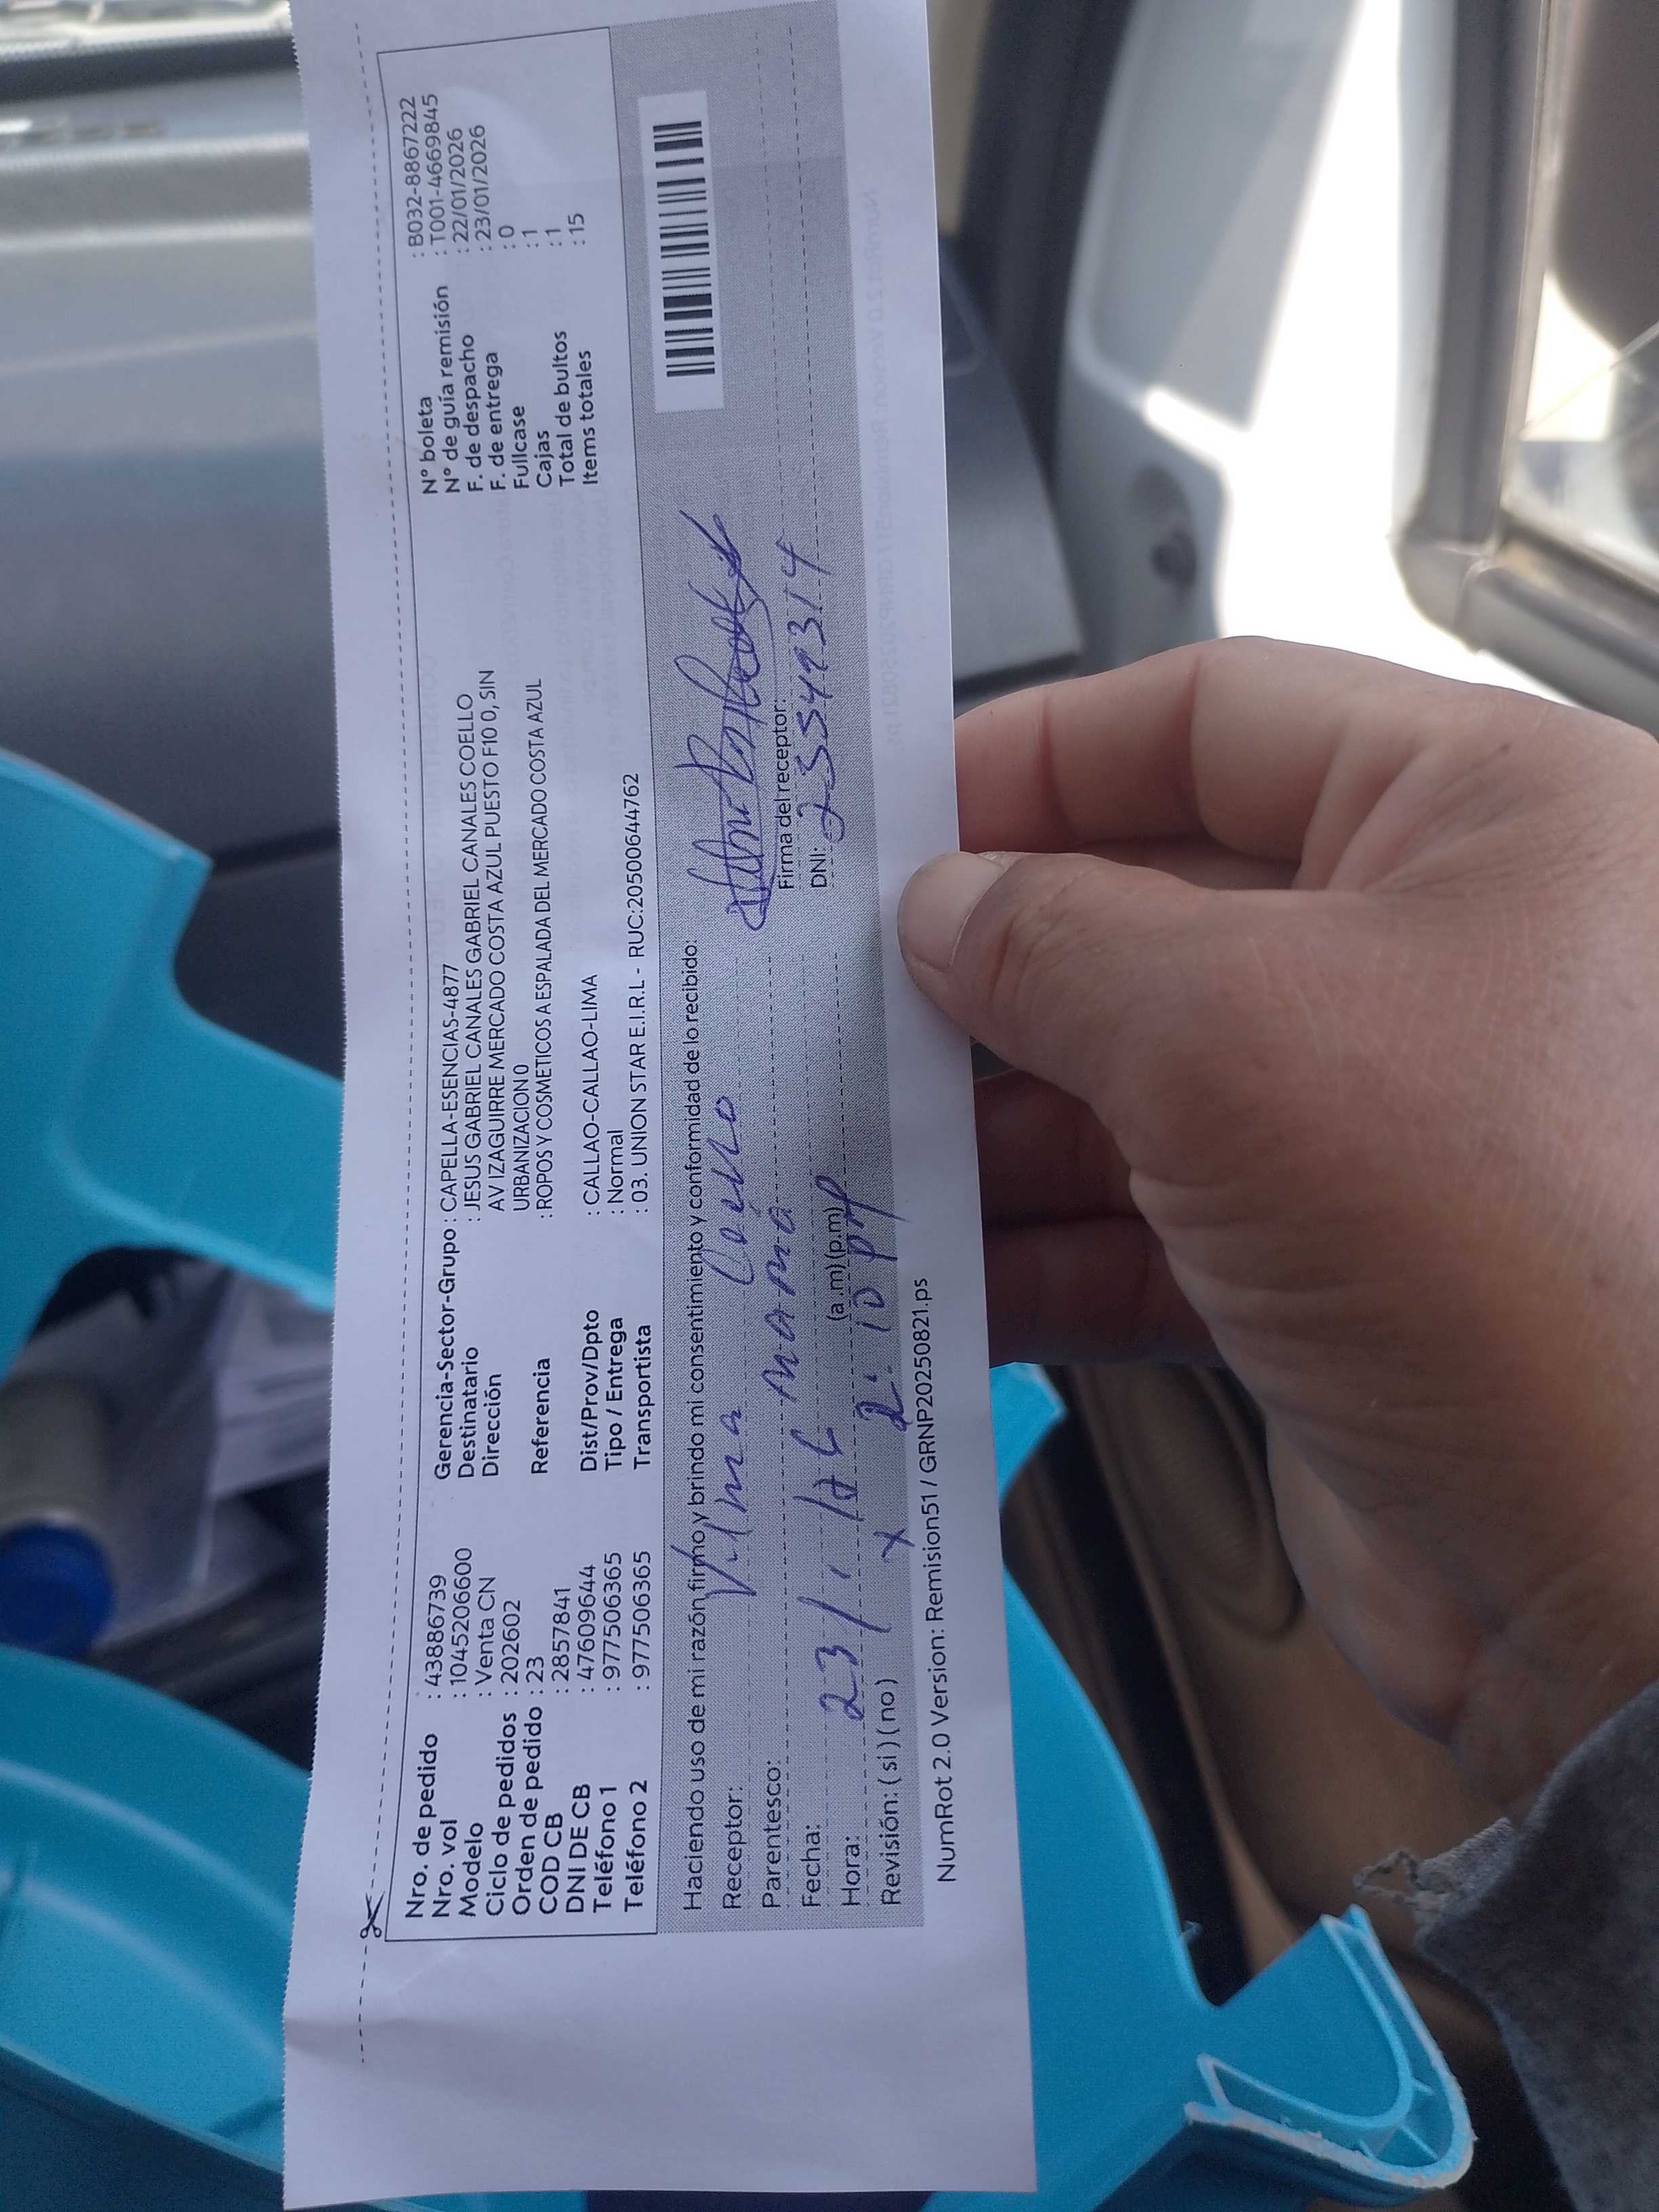 Nro. de pedido : 43886739
Nro. vol : 1045206600
Modelo : Venta CN
Ciclo de pedidos : 202602
Orden de pedido : 23
COD CB : 2857841
DNI DE CB : 47609644
Teléfono 1 : 977506365
Teléfono 2 : 977506365
Gerencia-Sector-Grupo : CAPELLA-ESENCIAS-4877
Destinatario : JESUS GABRIEL CANALES GABRIEL CANALES COELLO
Dirección AV IZAGUIRRE MERCADO COSTA AZUL PUESTO F10 0, SIN
URBANIZACION 0
Referencia : ROPOS Y COSMETICOS A ESPALADA DEL MERCADO COSTA AZUL
Dist/Prov/Dpto : CALLAO-CALLAO-LIMA
Tipo / Entrega : Normal
Transportista : 03. UNION STAR E.I.R.L - RUC:20500644762
N° boleta : B032-8867222
N° de guía remisión : T001-4669845
F. de despacho : 22/01/2026
F. de entrega : 23/01/2026
Fullcase : 0
Cajas : 1
Total de bultos : 1
Items totales : 15
Haciendo uso de mi razón firmo y brindo mi consentimiento y conformidad de lo recibido:
Receptor: Vilma Coello
Parentesco: mama
Fecha: 23/
Hora: (a.m) (p.m)
Revisión: ( si ) ( no ) x 2:10 pm
Firma del receptor:
DNI: 25549314
NumRot 2.0 Version: Remision51 / GRNP20250821.ps